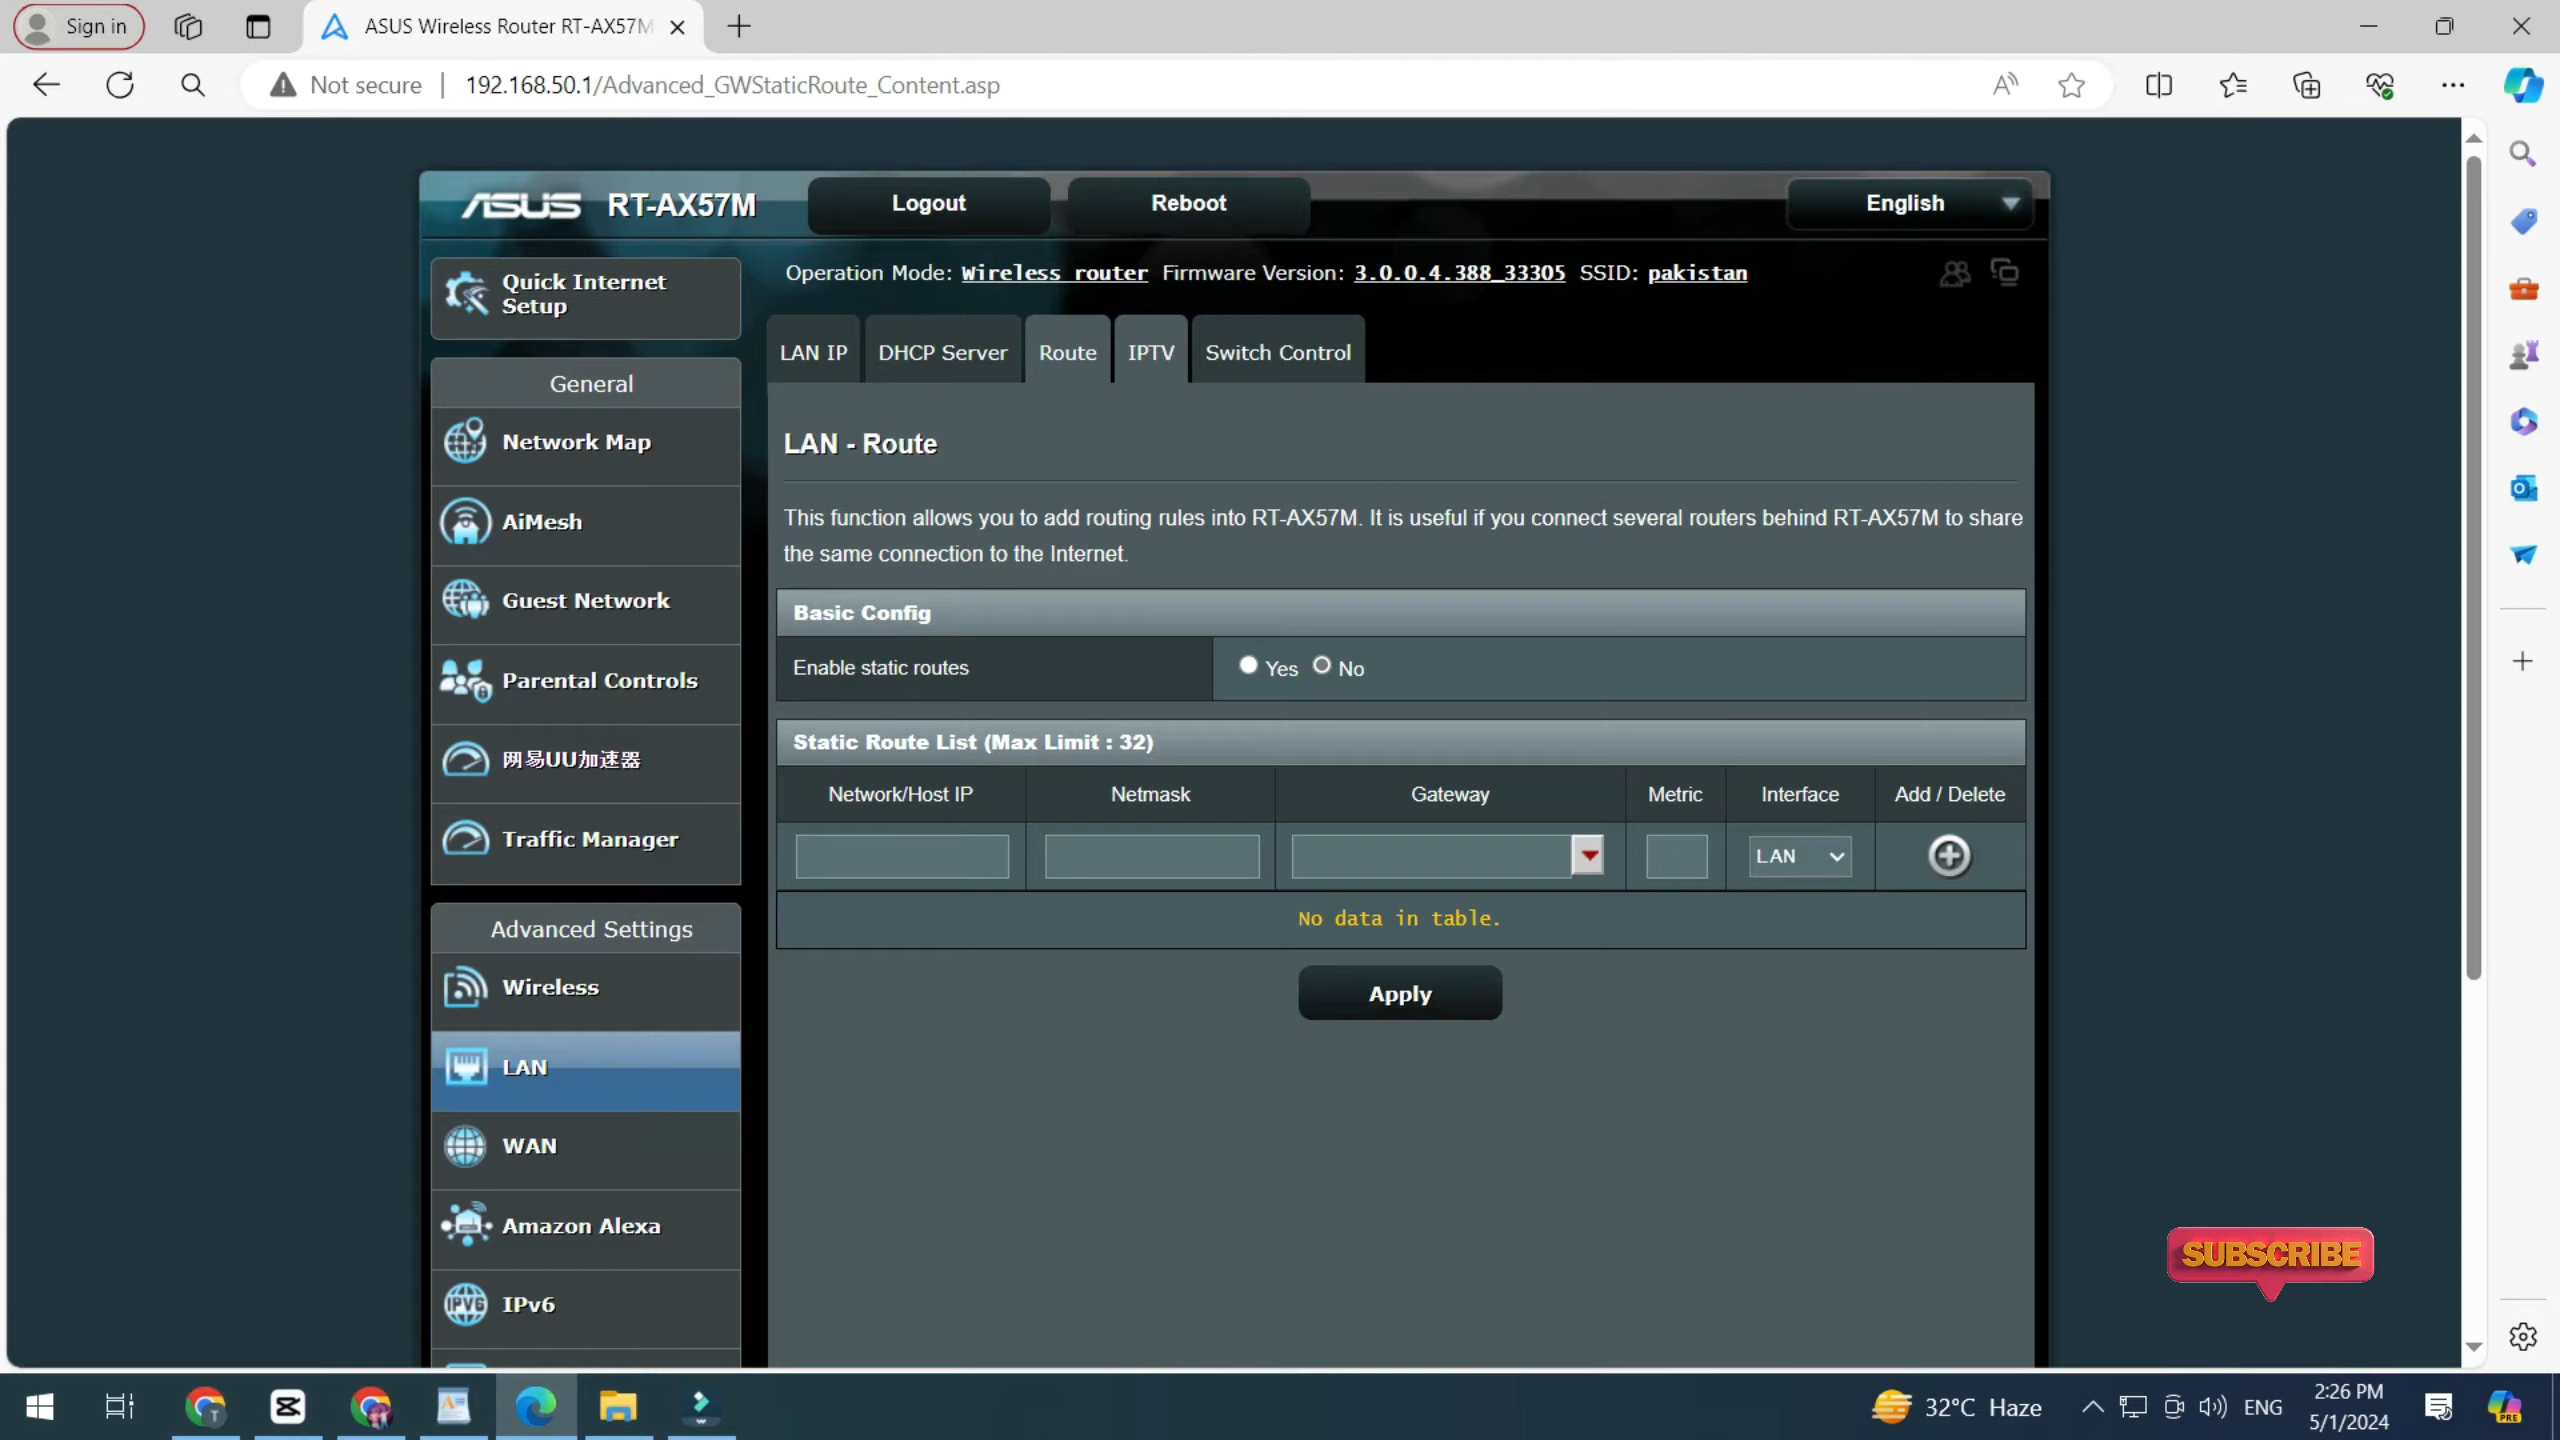 Sign in
ASUS Wireless Router RT-AX57M
Not secure
192.168.50.1/Advanced_GWStaticRoute_Content.asp
ASUS RT-AX57M
Logout
Reboot
English
Operation Mode: Wireless router Firmware Version: 3.0.0.4.388_33305 SSID: pakistan
Quick Internet
Setup
General
Network Map
AiMesh
Guest Network
Parental Controls
网易UU加速器
Traffic Manager
Advanced Settings
Wireless
LAN
WAN
Amazon Alexa
IPv6
LAN IP
DHCP Server
Route
IPTV
Switch Control
LAN - Route
This function allows you to add routing rules into RT-AX57M. It is useful if you connect several routers behind RT-AX57M to share
the same connection to the Internet.
Basic Config
Enable static routes
Yes No
Static Route List (Max Limit : 32)
Network/Host IP Netmask Gateway Metric Interface Add / Delete
LAN
No data in table.
Apply
SUBSCRIBE
32°C Haze
ENG
2:26 PM
5/1/2024
PRE